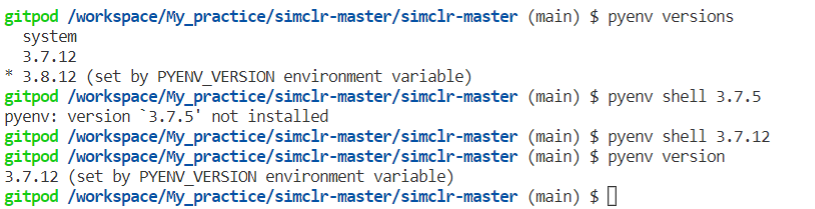 gitpod /workspace/My_practice/simclr-master/simclr-master (main) $ pyenv versions
  system
  3.7.12
* 3.8.12 (set by PYENV_VERSION environment variable)
gitpod /workspace/My_practice/simclr-master/simclr-master (main) $ pyenv shell 3.7.5
pyenv: version `3.7.5' not installed
gitpod /workspace/My_practice/simclr-master/simclr-master (main) $ pyenv shell 3.7.12
gitpod /workspace/My_practice/simclr-master/simclr-master (main) $ pyenv version
3.7.12 (set by PYENV_VERSION environment variable)
gitpod /workspace/My_practice/simclr-master/simclr-master (main) $